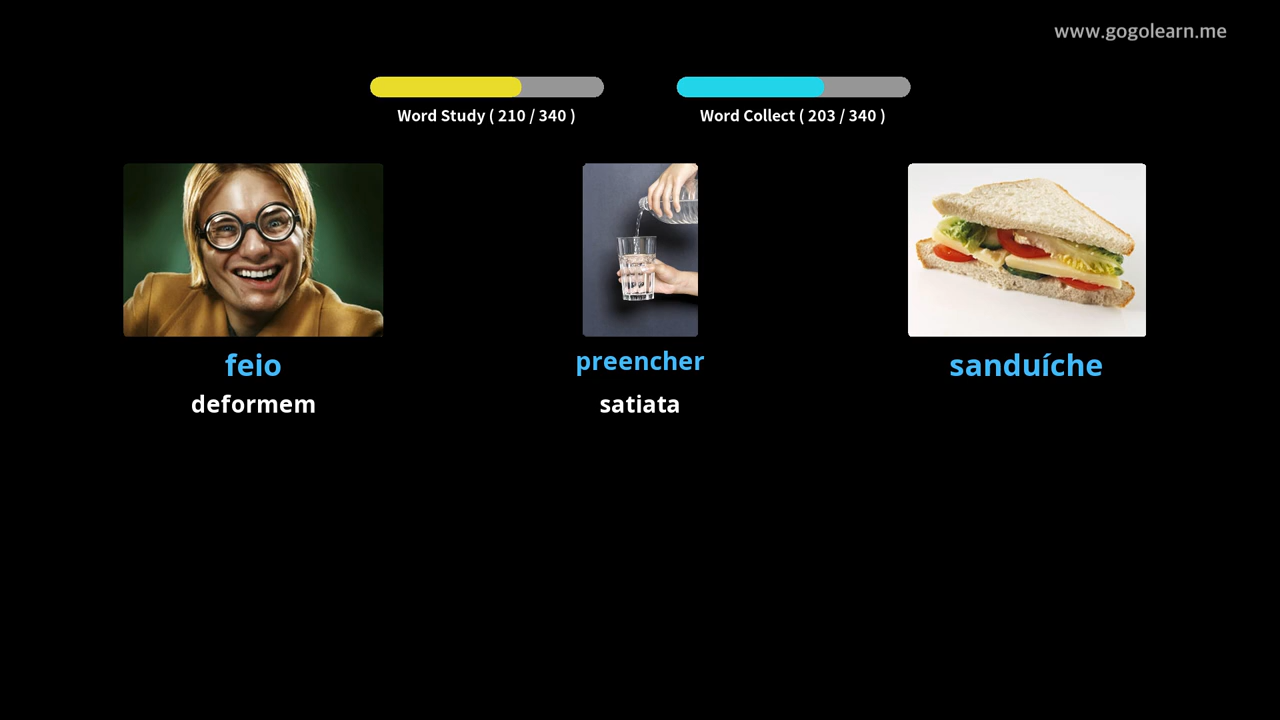 www.gogolearn.me
Word Study ( 210 / 340 )
Word Collect ( 203 / 340 )
feio
preencher
sanduíche
deformem
satiata